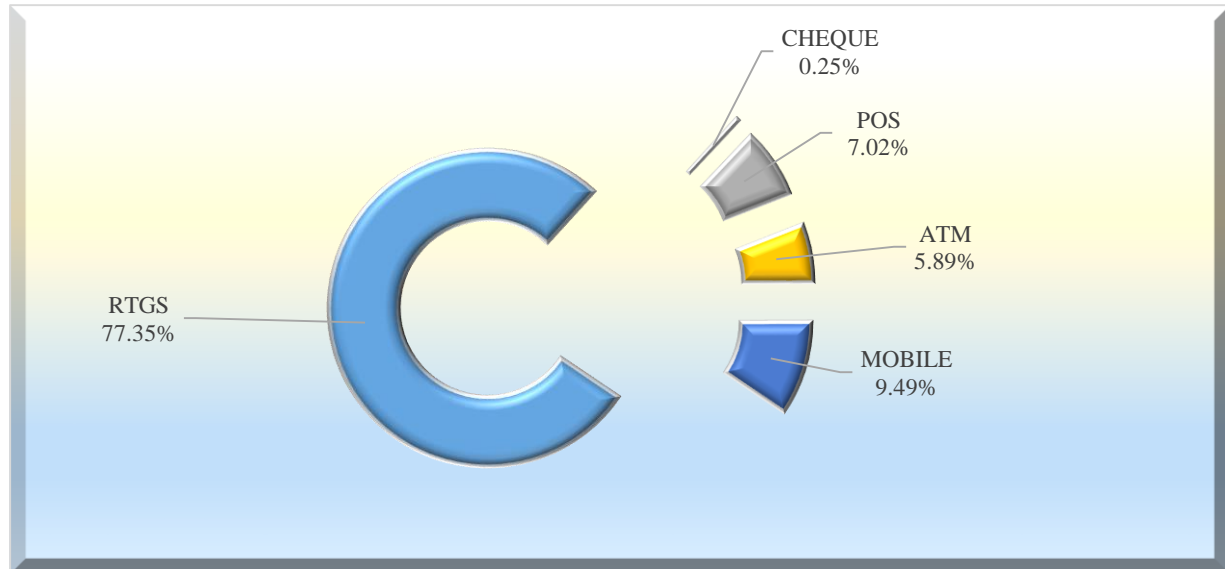 CHEQUE
0.25%
POS
7.02%
ATM
5.89%
RTGS
77.35%
MOBILE
9.49%